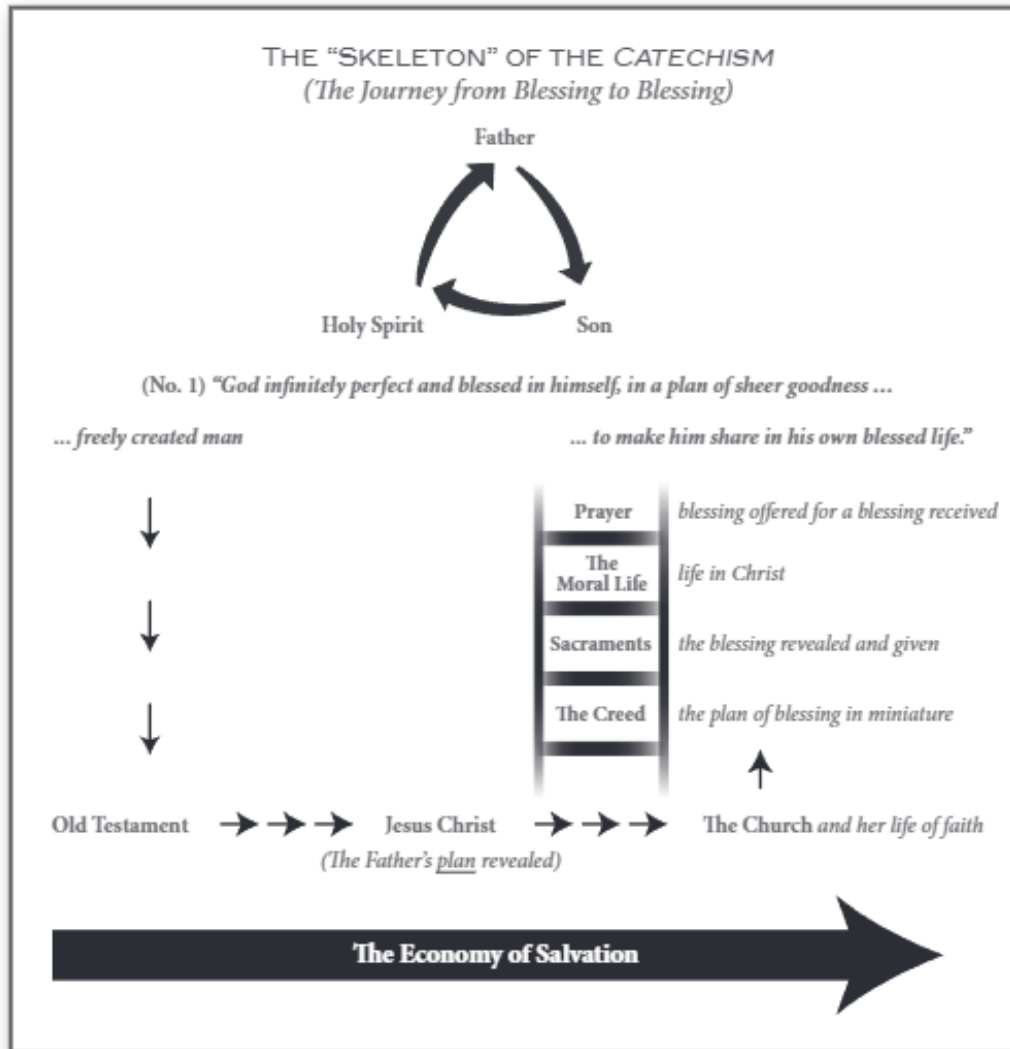 THE “SKELETON” OF THE CATECHISM
(The Journey from Blessing to Blessing)
Father
Holy Spirit
Son
(No. 1) “God infinitely perfect and blessed in himself, in a plan of sheer goodness …
... freely created man
... to make him share in his own blessed life.”
Prayer
blessing offered for a blessing received
The
Moral Life
life in Christ
Sacraments
the blessing revealed and given
The Creed
the plan of blessing in miniature
Old Testament
Jesus Christ
The Church and her life of faith
(The Father’s plan revealed)
The Economy of Salvation